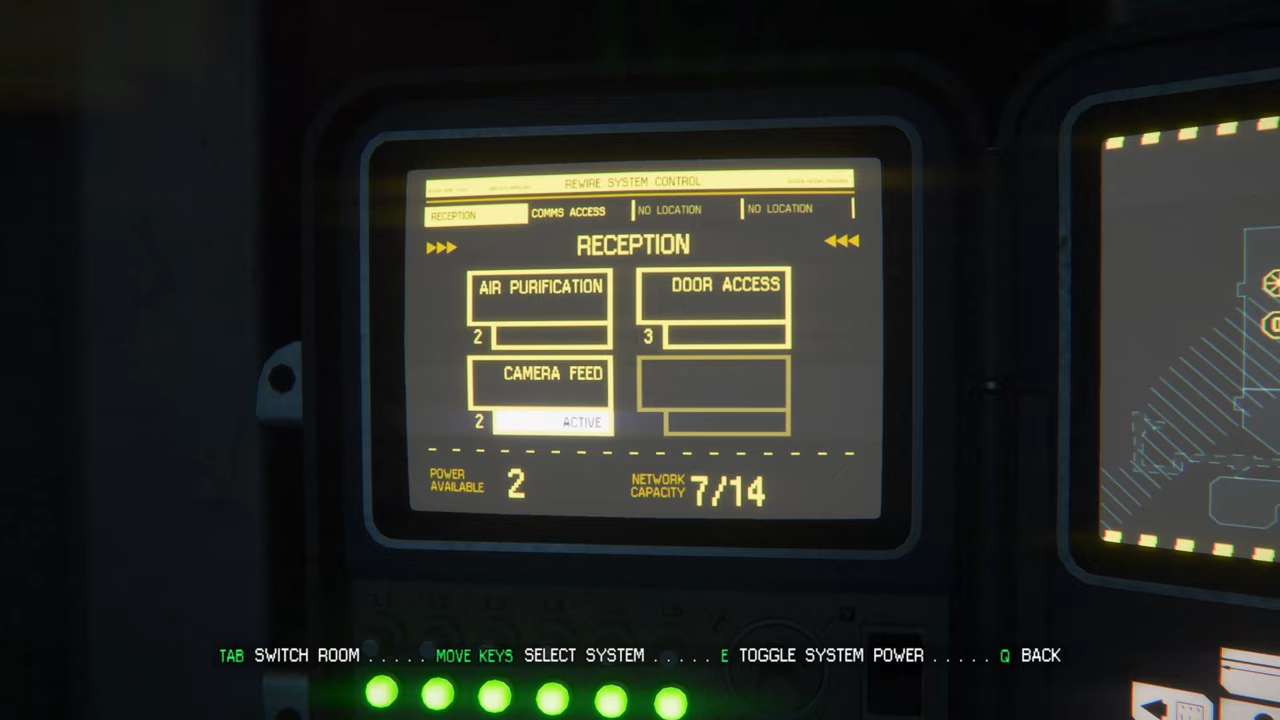 REWIRE SYSTEM CONTROL
RECEPTION COMMS ACCESS NO LOCATION NO LOCATION
RECEPTION
AIR PURIFICATION DOOR ACCESS
2 3
CAMERA FEED
2 ACTIVE
POWER AVAILABLE 2 NETWORK CAPACITY 7/14
TAB SWITCH ROOM ..... MOVE KEYS SELECT SYSTEM ..... E TOGGLE SYSTEM POWER ..... Q BACK